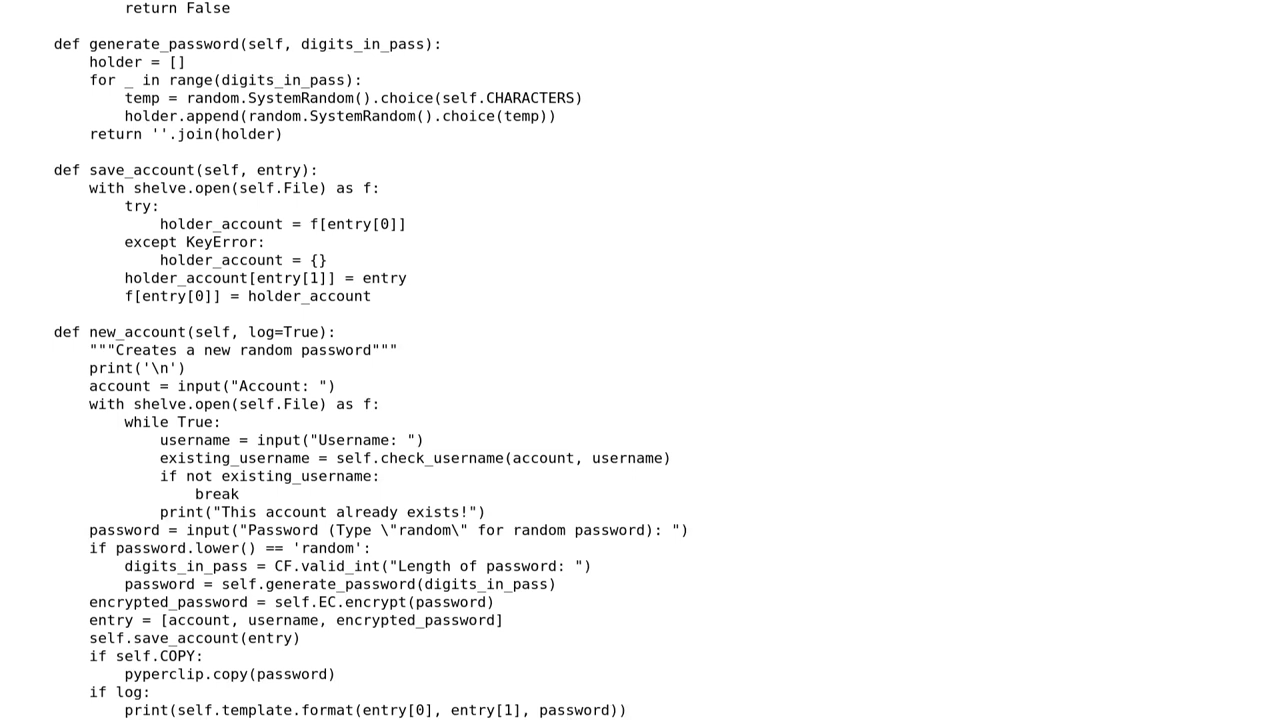 return False
def generate_password(self, digits_in_pass):
holder = []
for _ in range(digits_in_pass):
temp = random.SystemRandom().choice(self.CHARACTERS)
holder.append(random.SystemRandom().choice(temp))
return ''.join(holder)
def save_account(self, entry):
with shelve.open(self.File) as f:
try:
holder_account = f[entry[0]]
except KeyError:
holder_account = {}
holder_account[entry[1]] = entry
f[entry[0]] = holder_account
def new_account(self, log=True):
"""Creates a new random password"""
print('\n')
account = input("Account: ")
with shelve.open(self.File) as f:
while True:
username = input("Username: ")
existing_username = self.check_username(account, username)
if not existing_username:
break
print("This account already exists!")
password = input("Password (Type \"random\" for random password): ")
if password.lower() == 'random':
digits_in_pass = CF.valid_int("Length of password: ")
password = self.generate_password(digits_in_pass)
encrypted_password = self.EC.encrypt(password)
entry = [account, username, encrypted_password]
self.save_account(entry)
if self.COPY:
pyperclip.copy(password)
if log:
print(self.template.format(entry[0], entry[1], password))